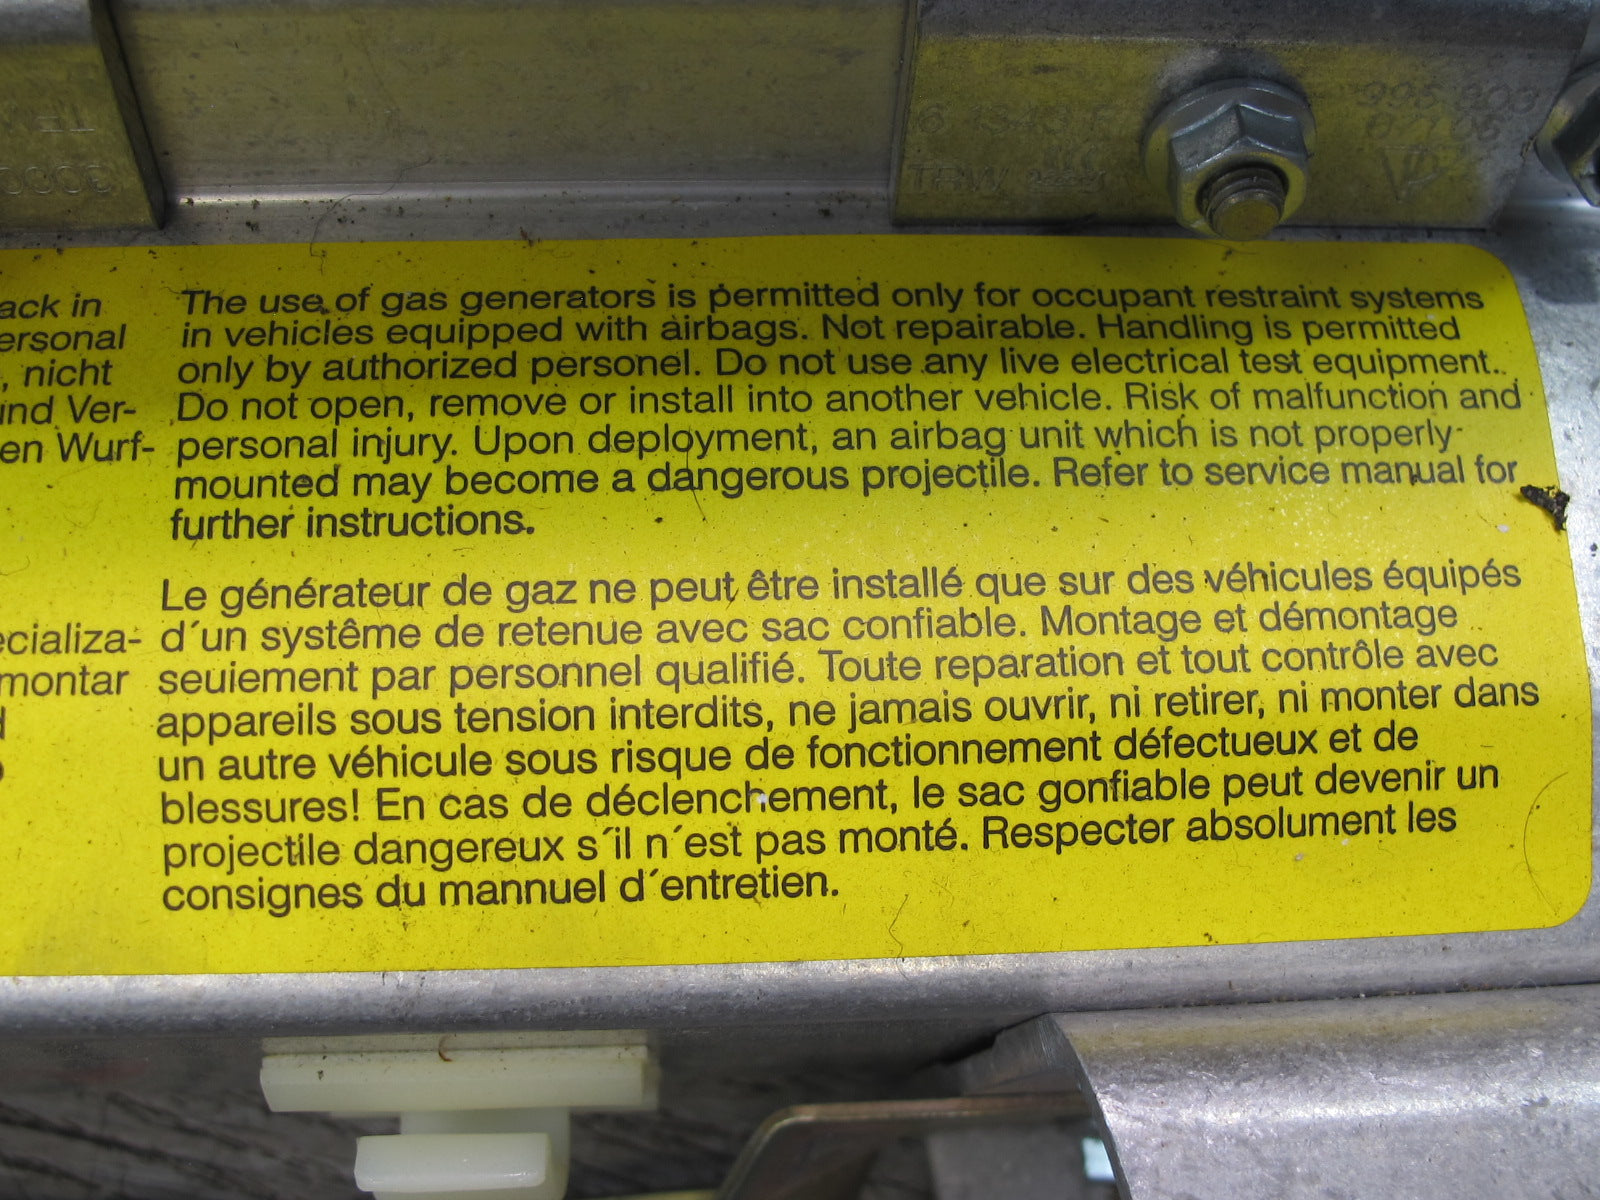 TRW
ack in
ersonal
, nicht
und Ver-
en Wurf-
The use of gas generators is permitted only for occupant restraint systems
in vehicles equipped with airbags. Not repairable. Handling is permitted
only by authorized personel. Do not use any live electrical test equipment.
Do not open, remove or install into another vehicle. Risk of malfunction and
personal injury. Upon deployment, an airbag unit which is not properly
mounted may become a dangerous projectile. Refer to service manual for
further instructions.
ecializa-
montar
Le générateur de gaz ne peut être installé que sur des véhicules équipés
d´un systême de retenue avec sac confiable. Montage et démontage
seuiement par personnel qualifié. Toute reparation et tout contrôle avec
appareils sous tension interdits, ne jamais ouvrir, ni retirer, ni monter dans
un autre véhicule sous risque de fonctionnement défectueux et de
blessures! En cas de déclenchement, le sac gonfiable peut devenir un
projectile dangereux s´il n´est pas monté. Respecter absolument les
consignes du mannuel d´entretien.